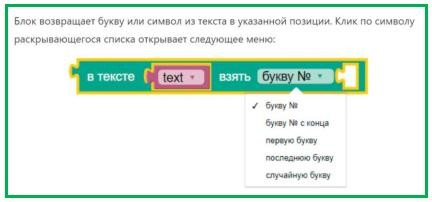 Блок возвращает букву или символ из текста в указанной позиции. Клик по символу
раскрывающегося списка открывает следующее меню:
в тексте text взять букву №
✓ букву №
букву № с конца
первую букву
последнюю букву
случайную букву